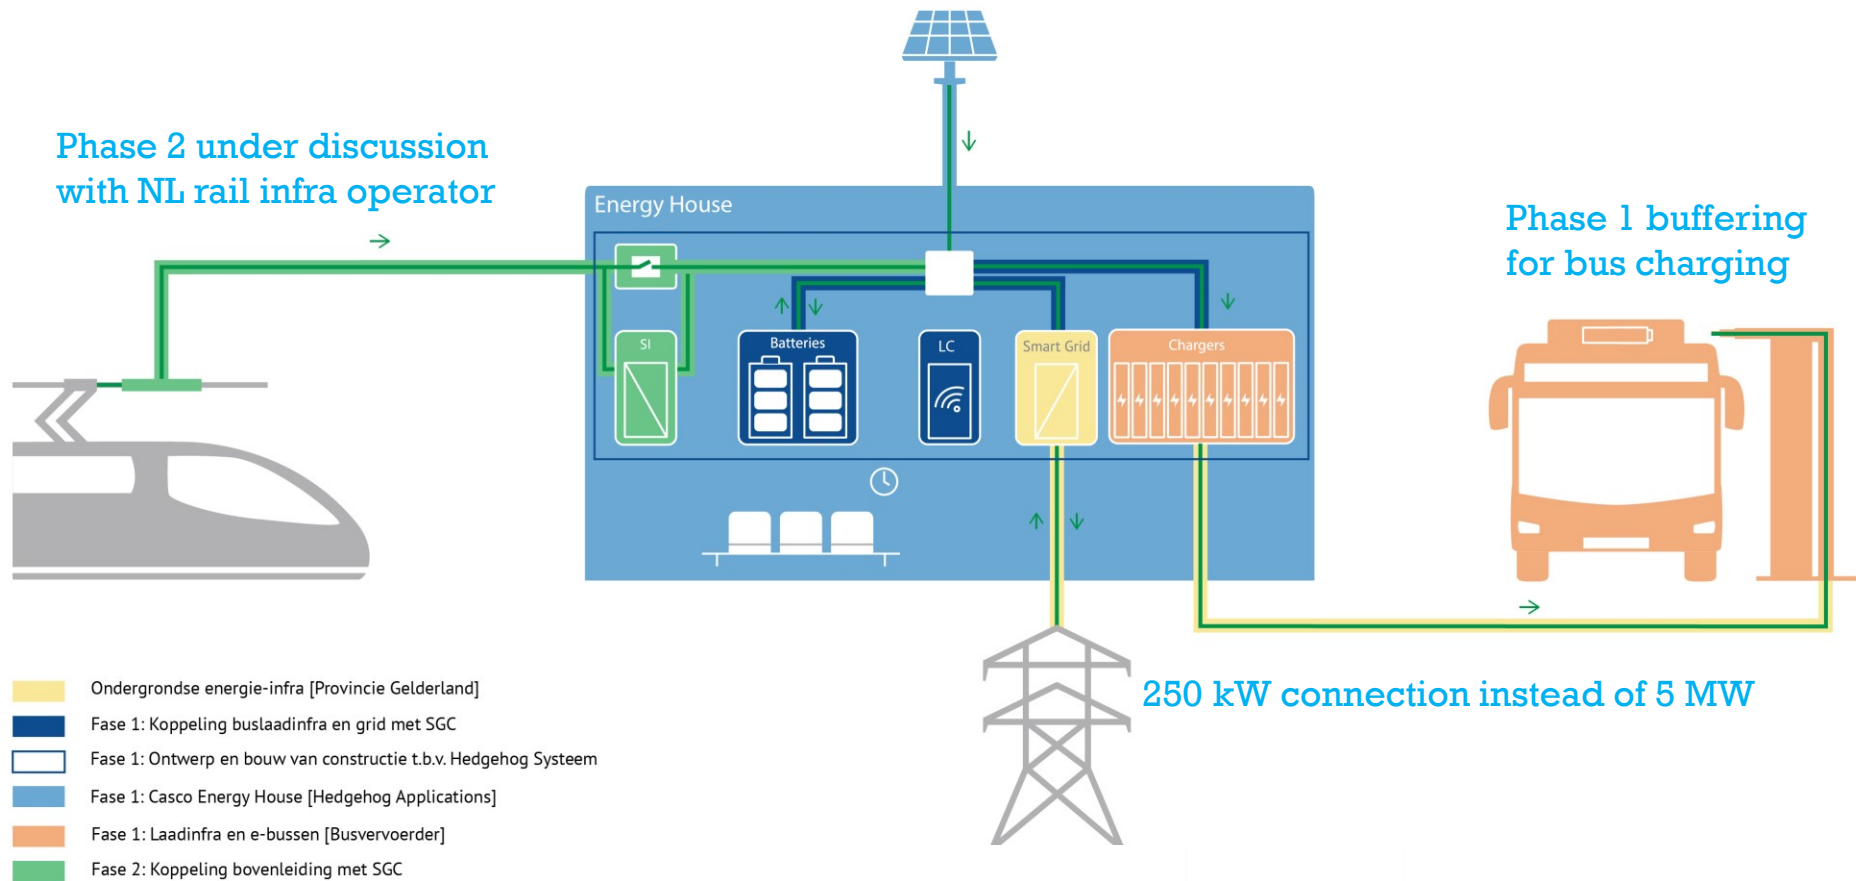 Phase 2 under discussion
with NL rail infra operator
Energy House
Phase 1 buffering
for bus charging
SI
Batteries
LC
Smart Grid
Chargers
250 kW connection instead of 5 MW
Ondergrondse energie-infra [Provincie Gelderland]
Fase 1: Koppeling buslaadinfra en grid met SGC
Fase 1: Ontwerp en bouw van constructie t.b.v. Hedgehog Systeem
Fase 1: Casco Energy House [Hedgehog Applications]
Fase 1: Laadinfra en e-bussen [Busvervoerder]
Fase 2: Koppeling bovenleiding met SGC